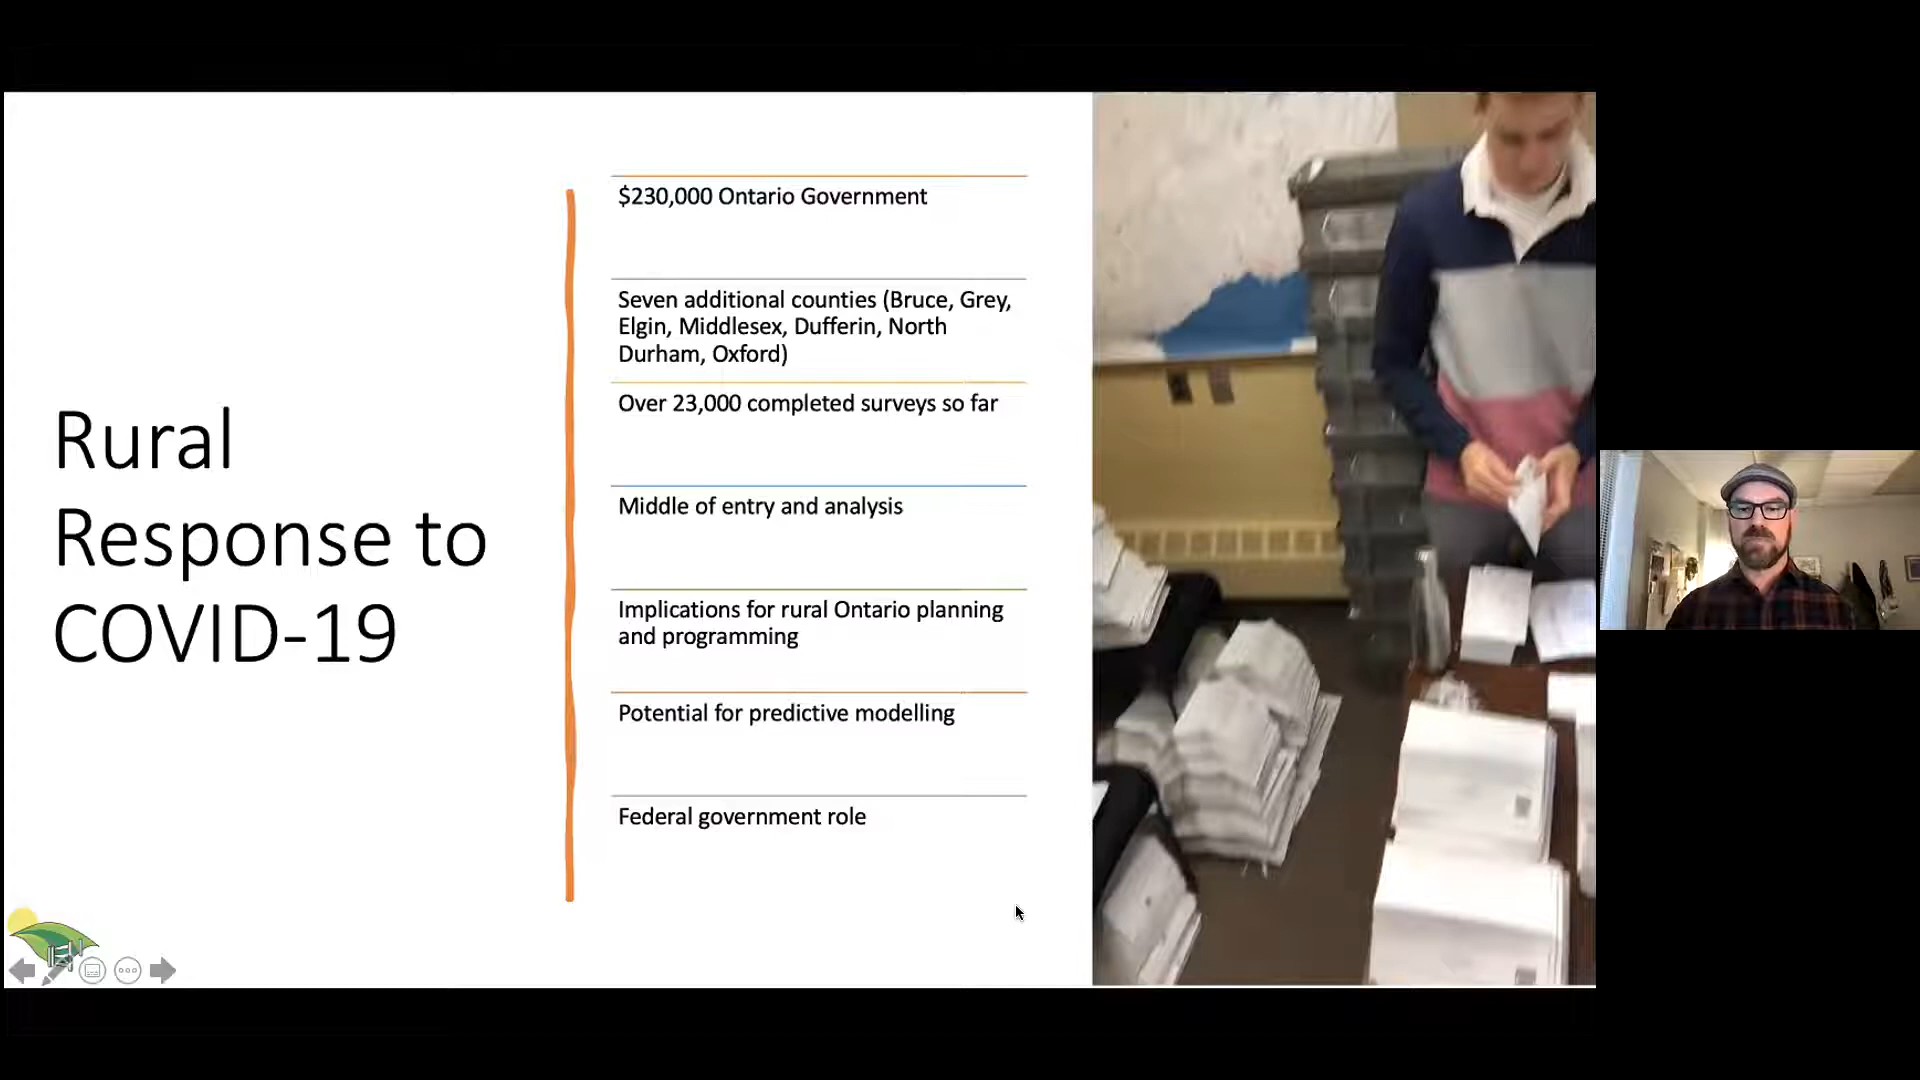 Rural
Response to
COVID-19
$230,000 Ontario Government
Seven additional counties (Bruce, Grey,
Elgin, Middlesex, Dufferin, North
Durham, Oxford)
Over 23,000 completed surveys so far
Middle of entry and analysis
Implications for rural Ontario planning
and programming
Potential for predictive modelling
Federal government role